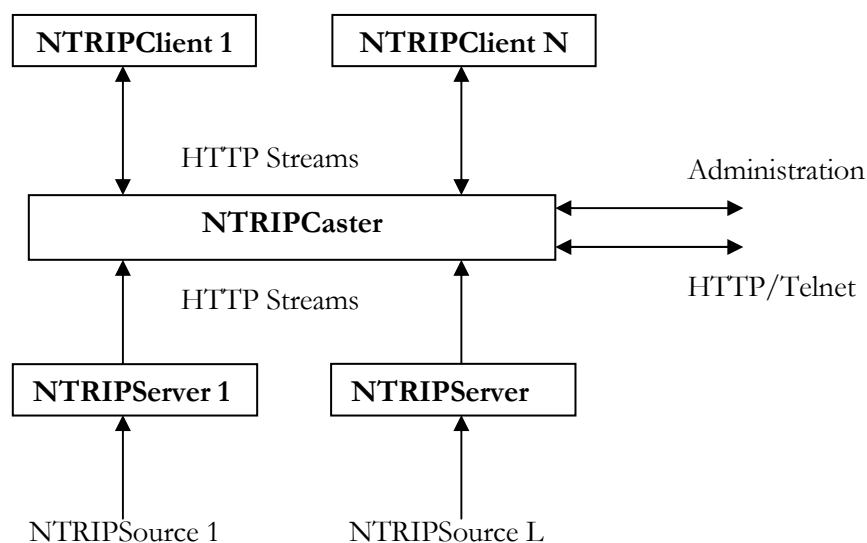 NTRIPClient 1
NTRIPClient N
HTTP Streams
Administration
NTRIPCaster
HTTP Streams
HTTP/Telnet
NTRIPServer 1
NTRIPServer
NTRIPSource 1
NTRIPSource L